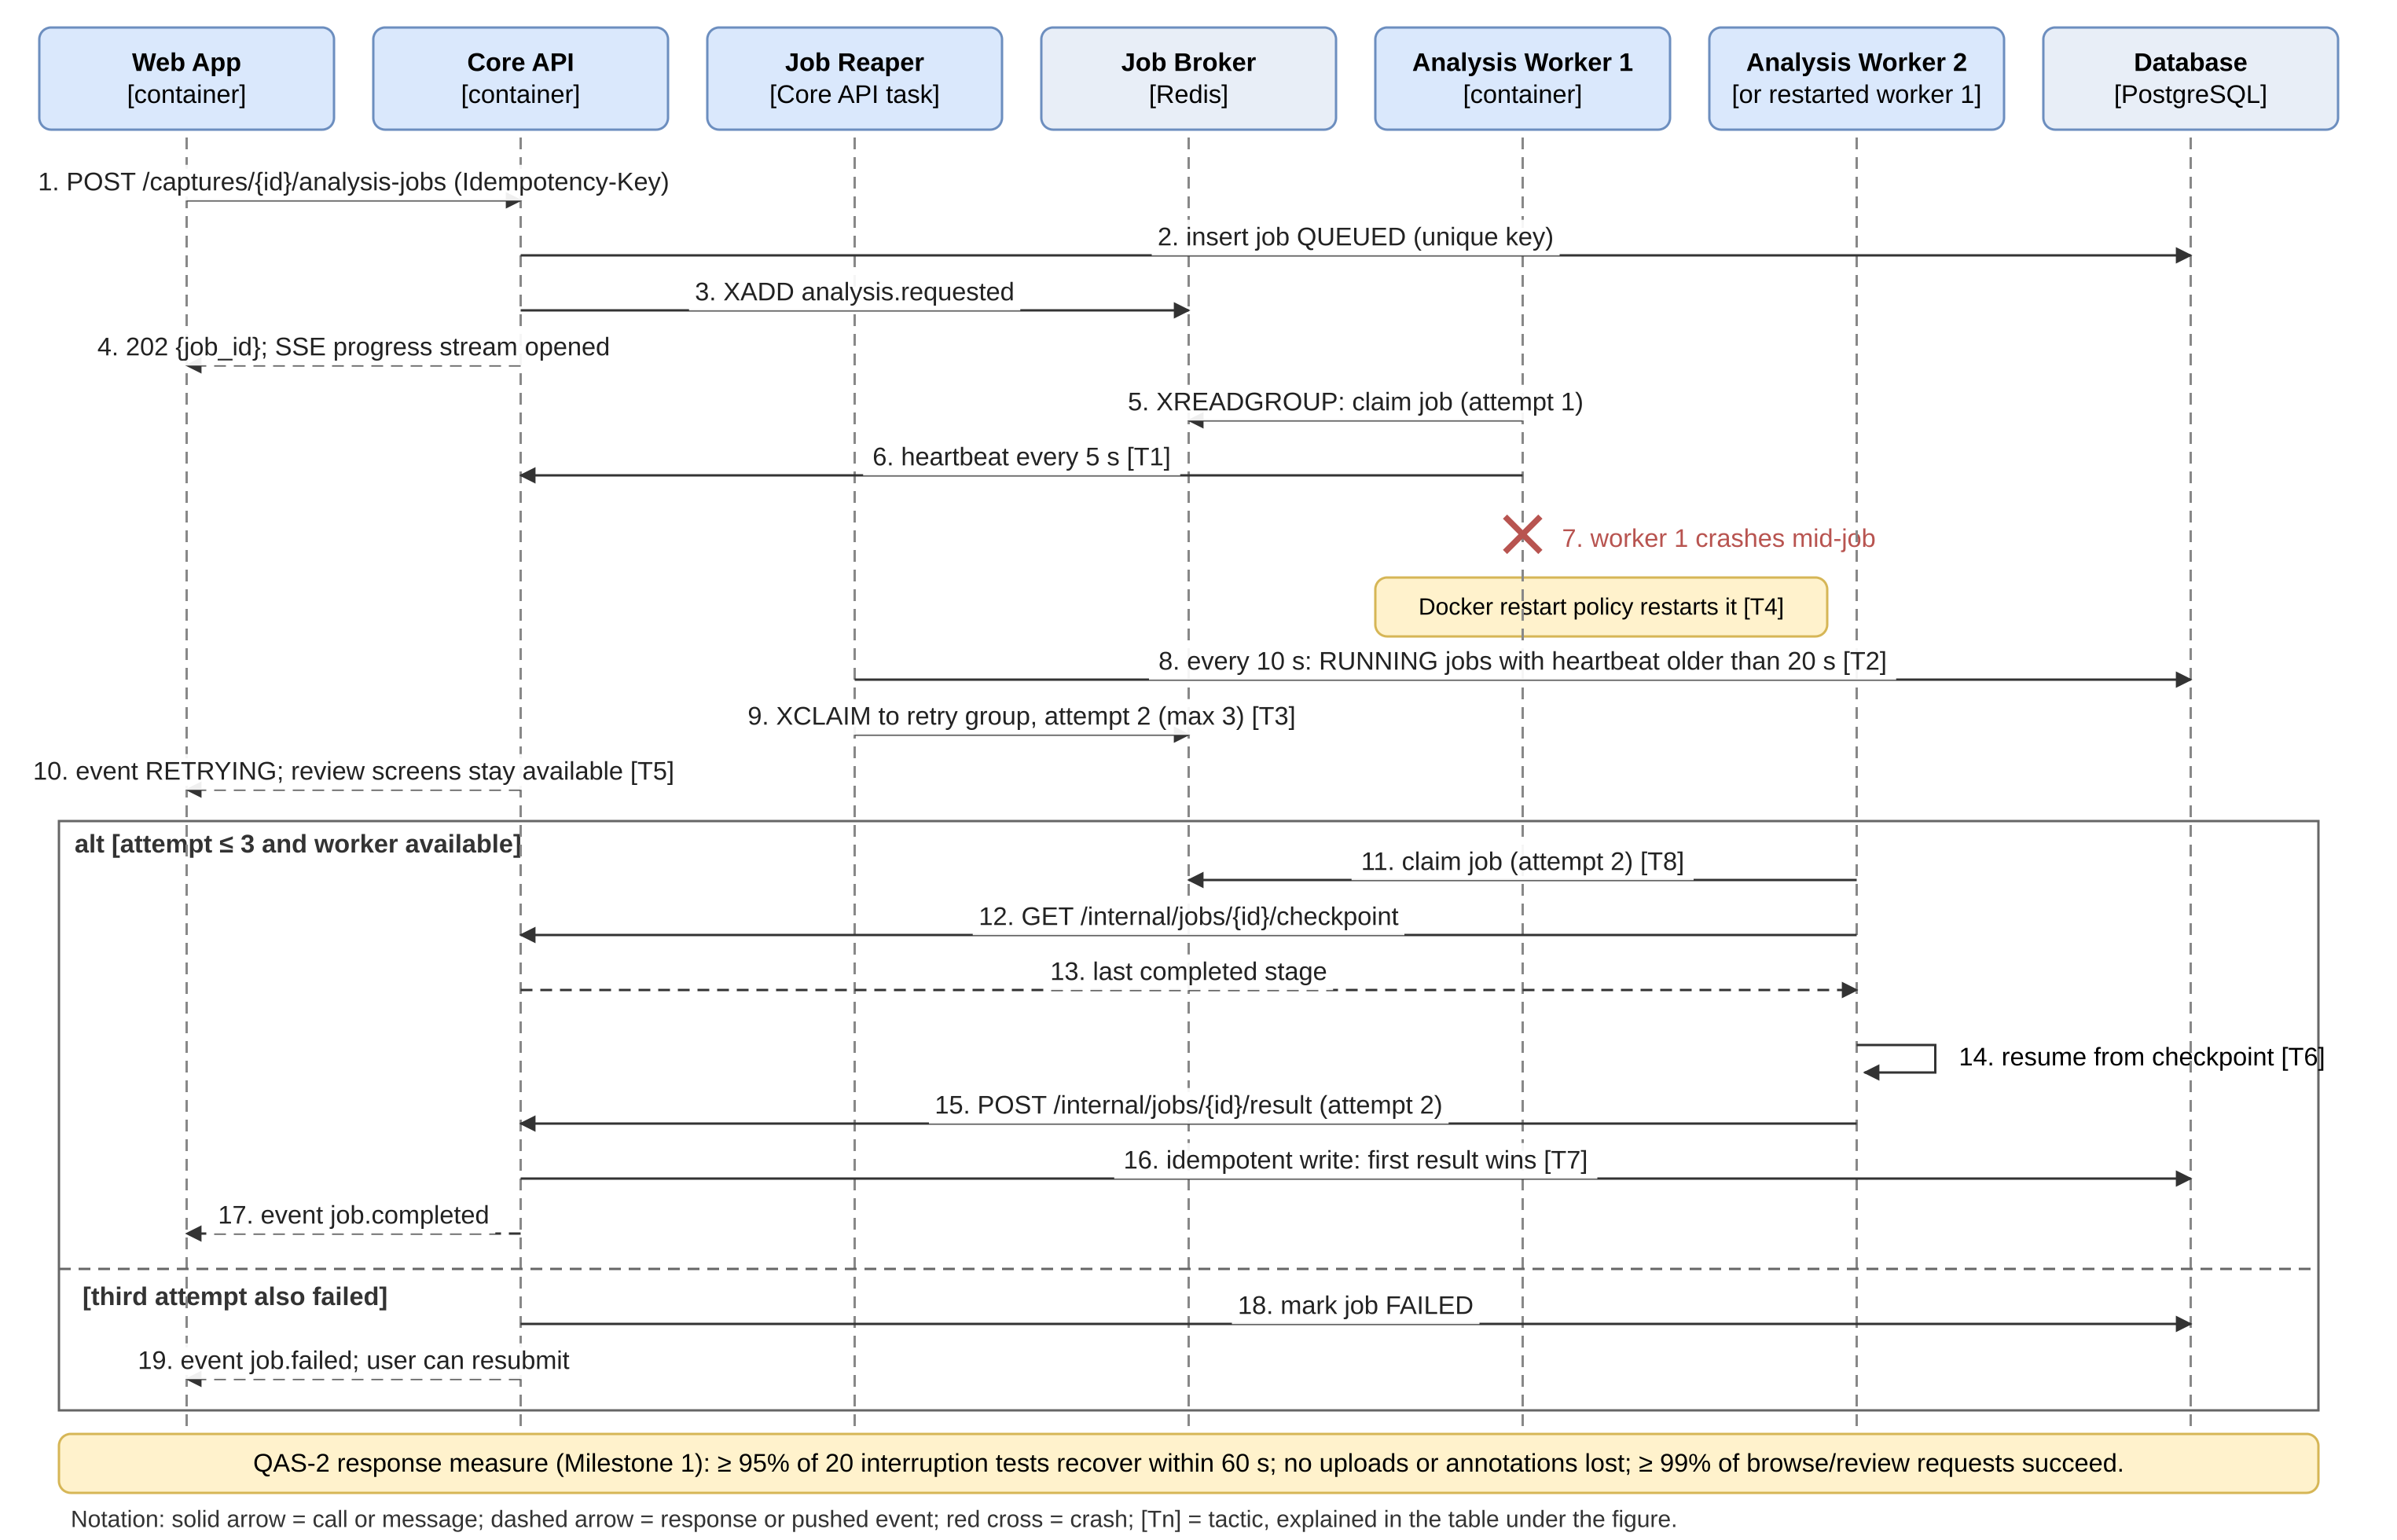 Web App
[container]
Core API
[container]
Job Reaper
[Core API task]
Job Broker
[Redis]
Analysis Worker 1
[container]
Analysis Worker 2
[or restarted worker 1]
Database
[PostgreSQL]
1. POST /captures/{id}/analysis-jobs (Idempotency-Key)
2. insert job QUEUED (unique key)
3. XADD analysis.requested
4. 202 {job_id}; SSE progress stream opened
5. XREADGROUP: claim job (attempt 1)
6. heartbeat every 5 s [T1]
7. worker 1 crashes mid-job
Docker restart policy restarts it [T4]
8. every 10 s: RUNNING jobs with heartbeat older than 20 s [T2]
9. XCLAIM to retry group, attempt 2 (max 3) [T3]
10. event RETRYING; review screens stay available [T5]
alt [attempt ≤ 3 and worker available]
11. claim job (attempt 2) [T8]
12. GET /internal/jobs/{id}/checkpoint
13. last completed stage
14. resume from checkpoint [T6]
15. POST /internal/jobs/{id}/result (attempt 2)
16. idempotent write: first result wins [T7]
17. event job.completed
[third attempt also failed]
18. mark job FAILED
19. event job.failed; user can resubmit
QAS-2 response measure (Milestone 1): ≥ 95% of 20 interruption tests recover within 60 s; no uploads or annotations lost; ≥ 99% of browse/review requests succeed.
Notation: solid arrow = call or message; dashed arrow = response or pushed event; red cross = crash; [Tn] = tactic, explained in the table under the figure.